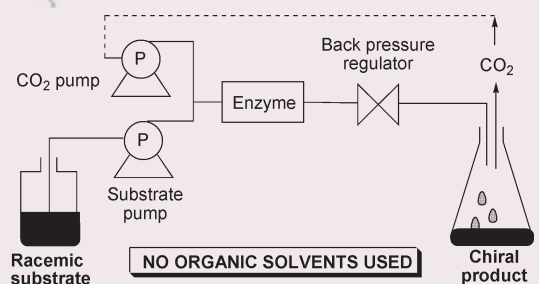 Back pressure
regulator
P
CO₂ pump
CO₂
Enzyme
P
Substrate
pump
Racemic
substrate
NO ORGANIC SOLVENTS USED
Chiral
product